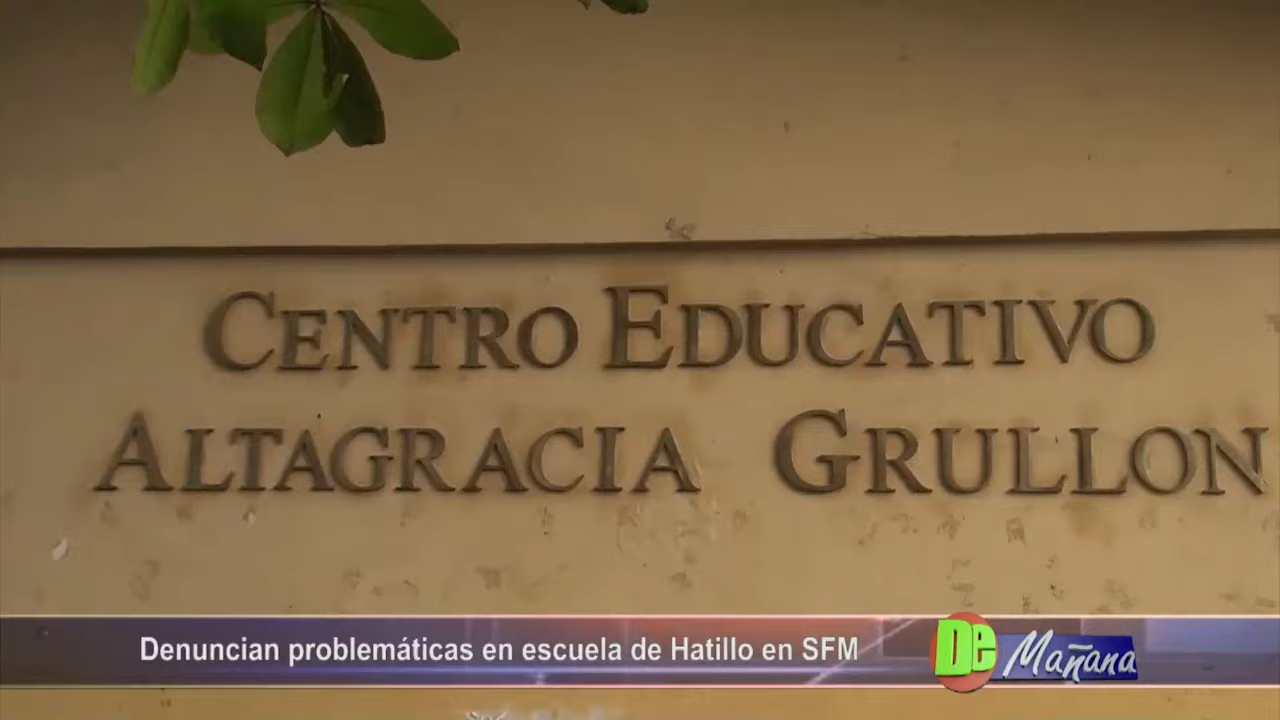 CENTRO EDUCATIVO
ALTAGRACIA GRULLON
Denuncian problemáticas en escuela de Hatillo en SFM
De Mañana